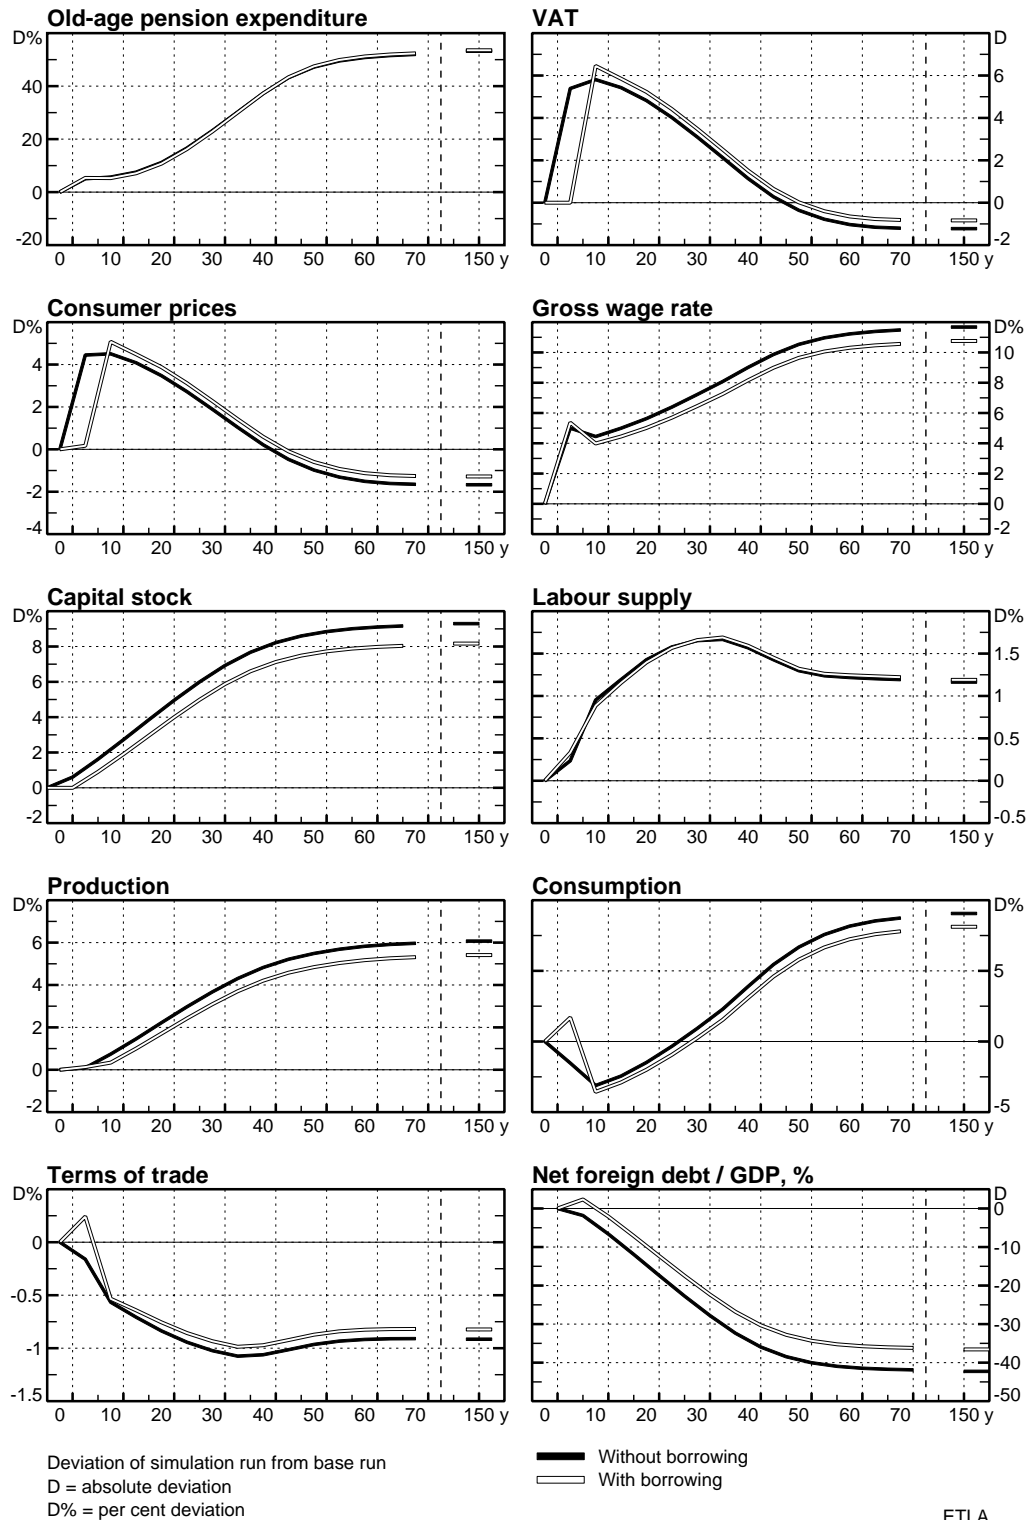 Old-age pension expenditure
D%
40
20
0
-20
0 10 20 30 40 50 60 70 150 y
VAT
D
6
4
2
0
-2
0 10 20 30 40 50 60 70 150 y
Consumer prices
D%
4
2
0
-2
-4
0 10 20 30 40 50 60 70 150 y
Gross wage rate
D%
10
8
6
4
2
0
-2
0 10 20 30 40 50 60 70 150 y
Capital stock
D%
8
6
4
2
0
-2
0 10 20 30 40 50 60 70 150 y
Labour supply
D%
1.5
1
0.5
0
-0.5
0 10 20 30 40 50 60 70 150 y
Production
D%
6
4
2
0
-2
0 10 20 30 40 50 60 70 150 y
Consumption
D%
5
0
-5
0 10 20 30 40 50 60 70 150 y
Terms of trade
D%
0
-0.5
-1
-1.5
0 10 20 30 40 50 60 70 150 y
Net foreign debt / GDP, %
D
0
-10
-20
-30
-40
-50
0 10 20 30 40 50 60 70 150 y
Deviation of simulation run from base run
D = absolute deviation
D% = per cent deviation
Without borrowing
With borrowing
ETLA